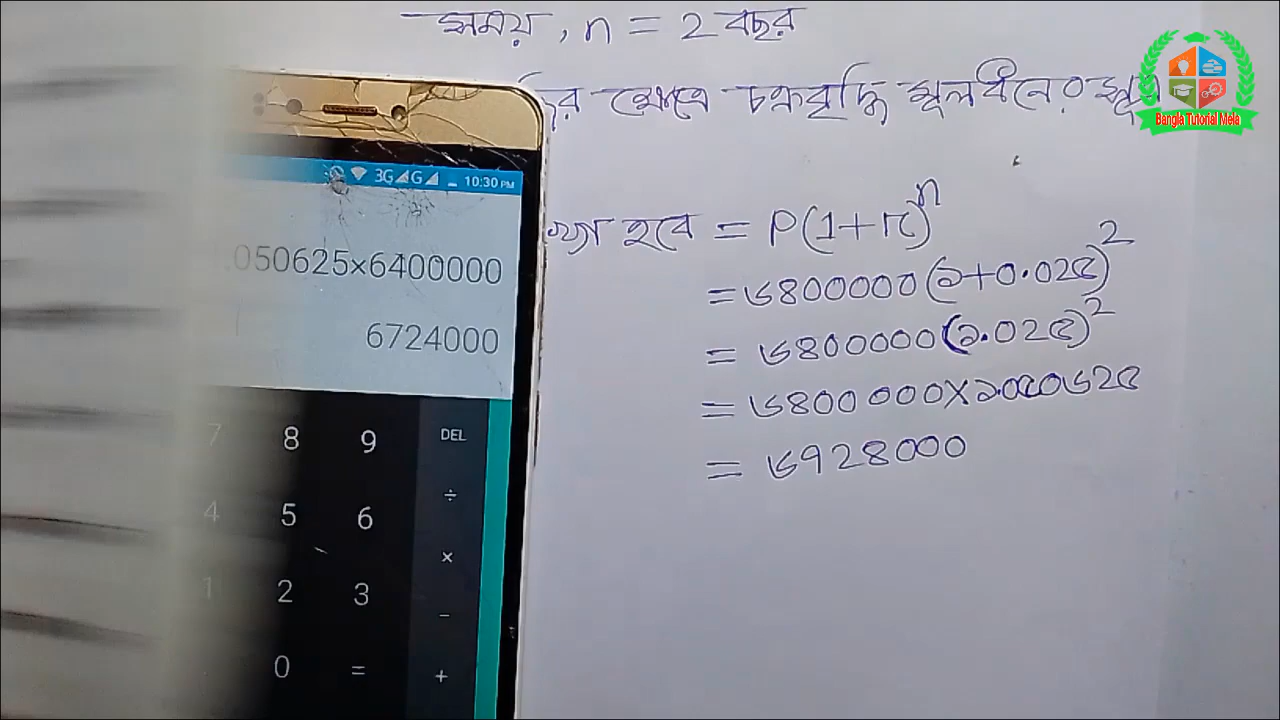 সময়, n = 2 বছর
ক্ষেত্রে চক্রবৃদ্ধি মূলধনের
Bangla Tutorial Mela
3G G 10:30 PM
050625×6400000
6724000
হবে = P(1+r)^n
= ৬৪০০০০০(১+০.০২৫)^২
= ৬৪০০০০০(১.০২৫)^২
= ৬৪০০০০০×১.০৫০৬২৫
= ৬৭২৪০০০
7 8 9 DEL
÷
4 5 6
×
1 2 3
−
0 = +